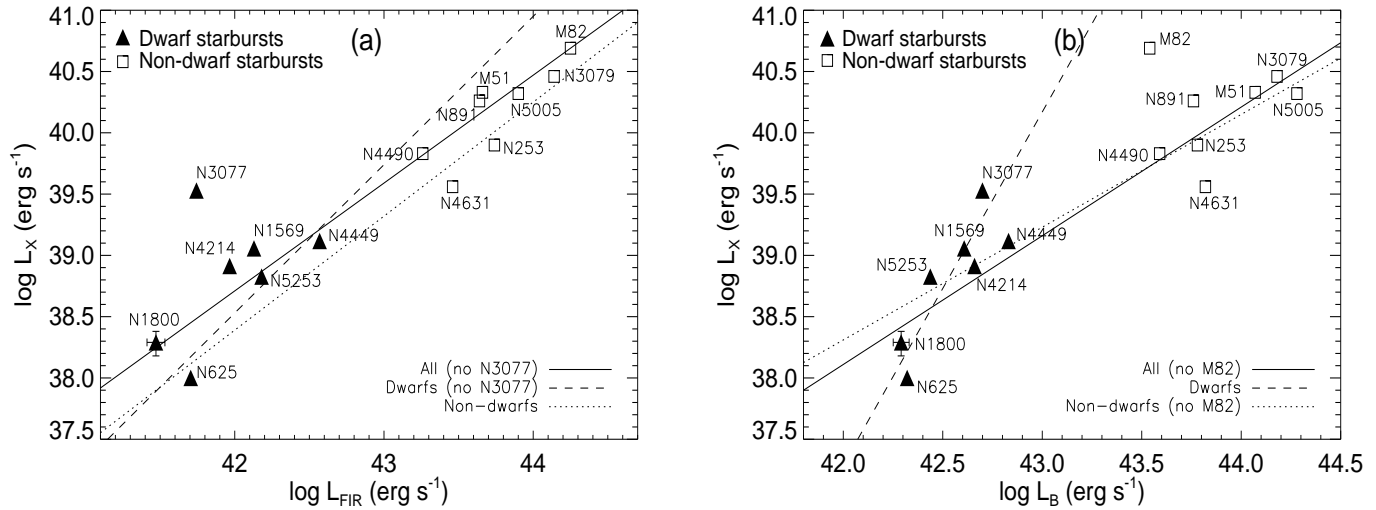 (a)
Dwarf starbursts
Non-dwarf starbursts
M82
N3079
M51
N891
N5005
N4490
N253
N4631
N3077
N1569
N4214
N4449
N5253
N1800
N625
All (no N3077)
Dwarfs (no N3077)
Non-dwarfs
41.0
40.5
40.0
39.5
39.0
38.5
38.0
37.5
log L_X (erg s⁻¹)
42 43 44
log L_FIR (erg s⁻¹)
(b)
Dwarf starbursts
Non-dwarf starbursts
M82
N3079
M51
N891
N5005
N4490
N253
N4631
N3077
N1569
N4449
N5253
N4214
N1800
N625
All (no M82)
Dwarfs
Non-dwarfs (no M82)
41.0
40.5
40.0
39.5
39.0
38.5
38.0
37.5
log L_X (erg s⁻¹)
42.0 42.5 43.0 43.5 44.0 44.5
log L_B (erg s⁻¹)